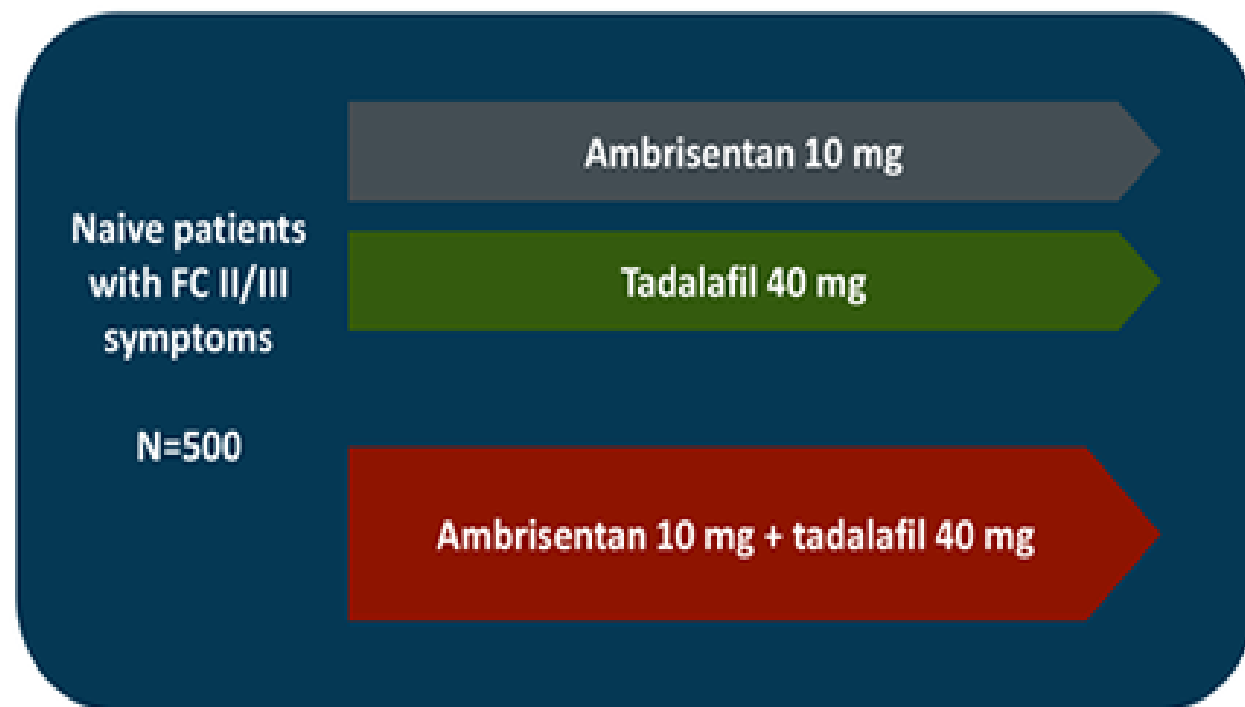 Ambrisentan 10 mg
Naive patients
with FC II/III
symptoms
Tadalafil 40 mg
N=500
Ambrisentan 10 mg + tadalafil 40 mg